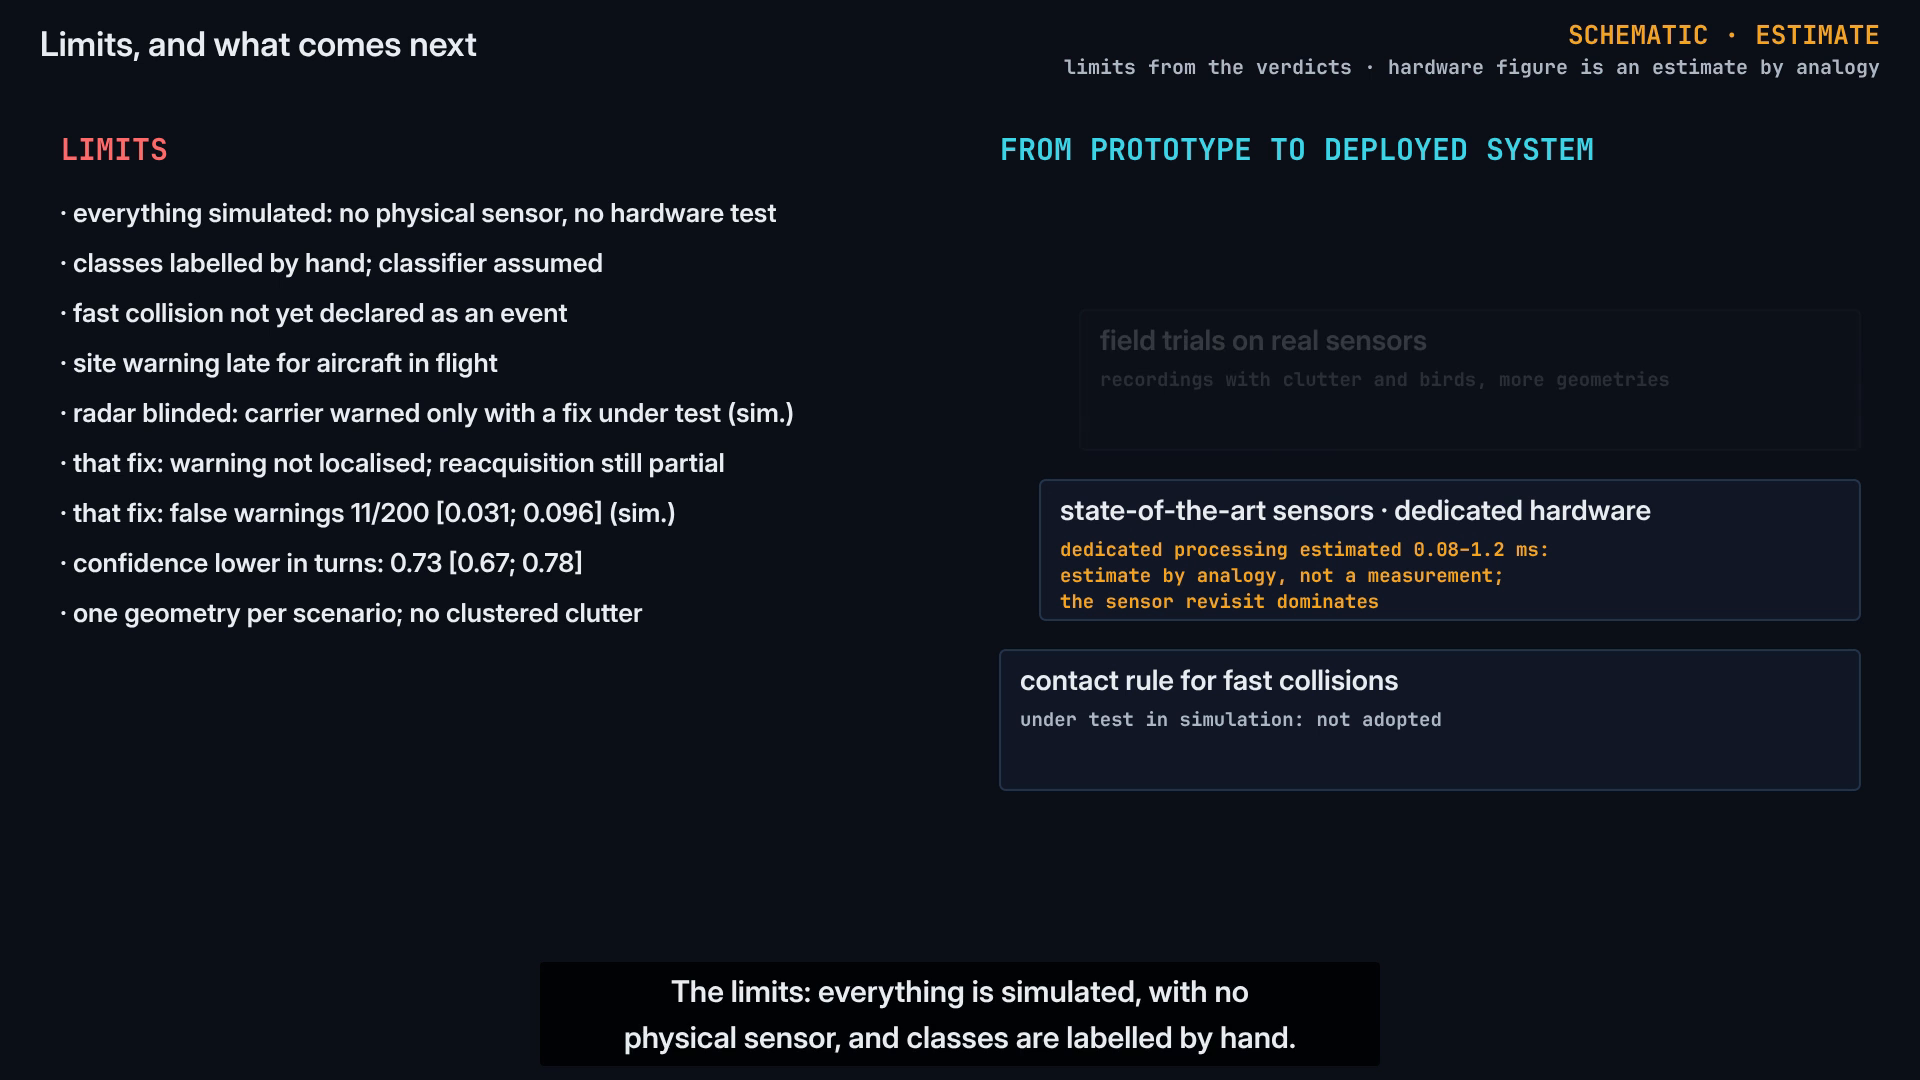 Limits, and what comes next
SCHEMATIC · ESTIMATE
limits from the verdicts · hardware figure is an estimate by analogy
LIMITS
· everything simulated: no physical sensor, no hardware test
· classes labelled by hand; classifier assumed
· fast collision not yet declared as an event
· site warning late for aircraft in flight
· radar blinded: carrier warned only with a fix under test (sim.)
· that fix: warning not localised; reacquisition still partial
· that fix: false warnings 11/200 [0.031; 0.096] (sim.)
· confidence lower in turns: 0.73 [0.67; 0.78]
· one geometry per scenario; no clustered clutter
FROM PROTOTYPE TO DEPLOYED SYSTEM
field trials on real sensors
recordings with clutter and birds, more geometries
state-of-the-art sensors · dedicated hardware
dedicated processing estimated 0.08–1.2 ms:
estimate by analogy, not a measurement;
the sensor revisit dominates
contact rule for fast collisions
under test in simulation: not adopted
The limits: everything is simulated, with no
physical sensor, and classes are labelled by hand.